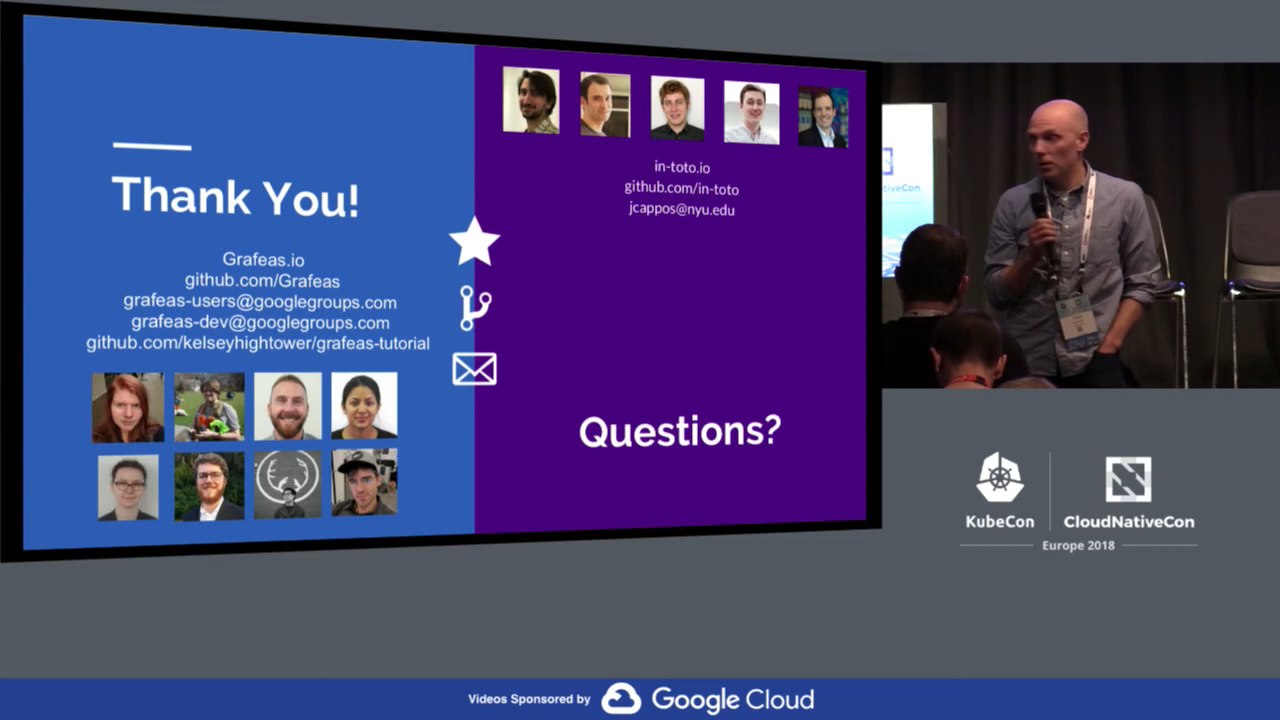 Thank You!
Grafeas.io
github.com/Grafeas
grafeas-users@googlegroups.com
grafeas-dev@googlegroups.com
github.com/kelseyhightower/grafeas-tutorial
in-toto.io
github.com/in-toto
jcappos@nyu.edu
Questions?
tiveCon
KubeCon
CloudNativeCon
Europe 2018
Videos Sponsored by
Google Cloud